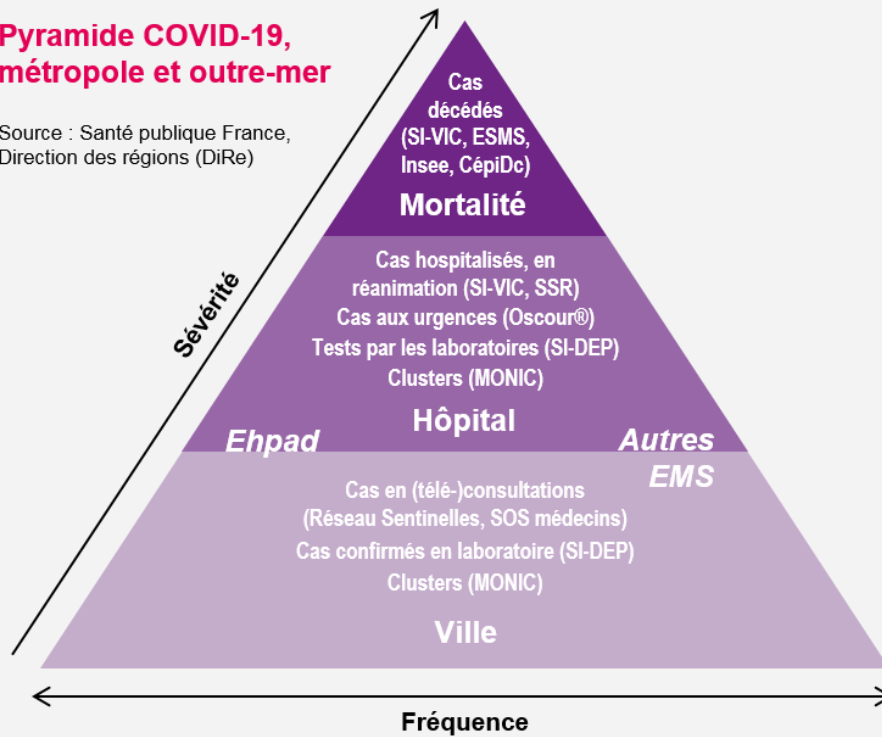 Pyramide COVID-19,
métropole et outre-mer
Source : Santé publique France,
Direction des régions (DiRe)
Sévérité
Cas
décédés
(SI-VIC, ESMS,
Insee, CépiDc)
Mortalité
Cas hospitalisés, en
réanimation (SI-VIC, SSR)
Cas aux urgences (Oscour®)
Tests par les laboratoires (SI-DEP)
Clusters (MONIC)
Hôpital
Ehpad
Autres
EMS
Cas en (télé-)consultations
(Réseau Sentinelles, SOS médecins)
Cas confirmés en laboratoire (SI-DEP)
Clusters (MONIC)
Ville
Fréquence